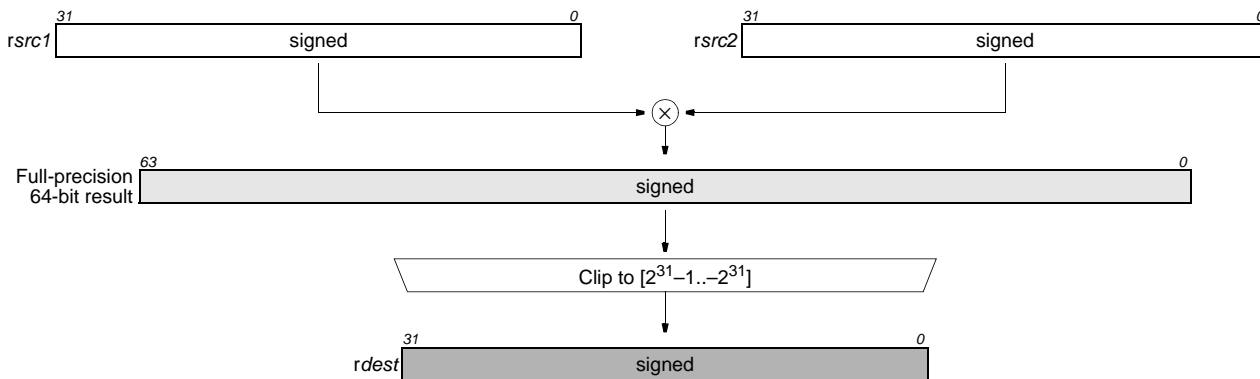 31 0 31 0
rsrc1 signed rsrc2 signed
×
63 0
Full-precision
64-bit result
signed
Clip to [2³¹–1..–2³¹]
31 0
rdest signed